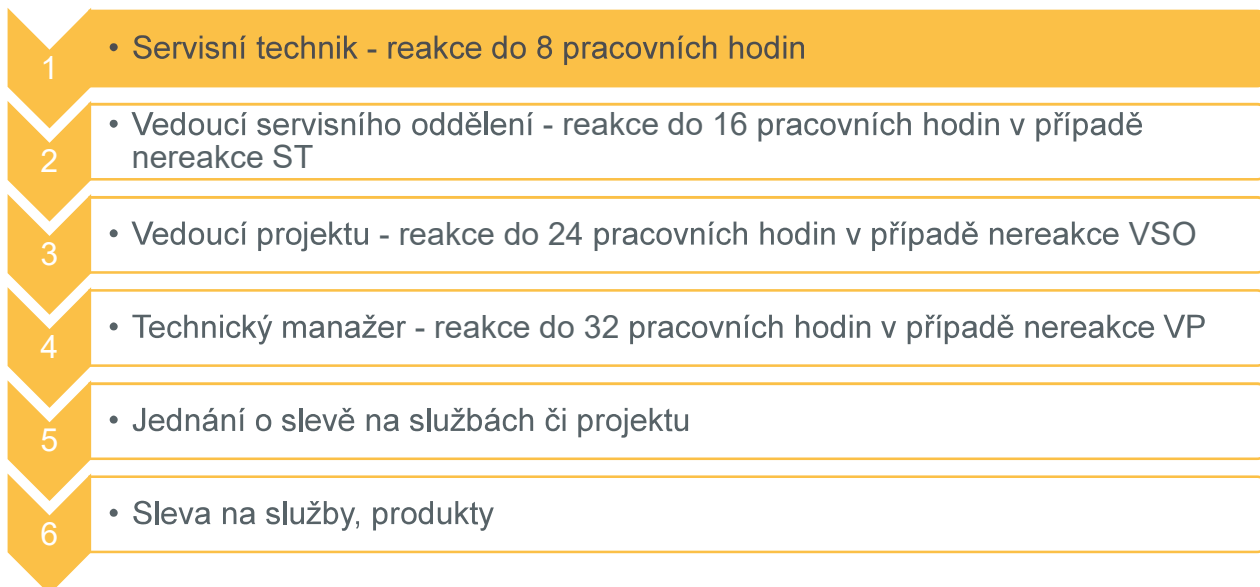 1
• Servisní technik - reakce do 8 pracovních hodin
2
• Vedoucí servisního oddělení - reakce do 16 pracovních hodin v případě
nereakce ST
3
• Vedoucí projektu - reakce do 24 pracovních hodin v případě nereakce VSO
4
• Technický manažer - reakce do 32 pracovních hodin v případě nereakce VP
5
• Jednání o slevě na službách či projektu
6
• Sleva na služby, produkty